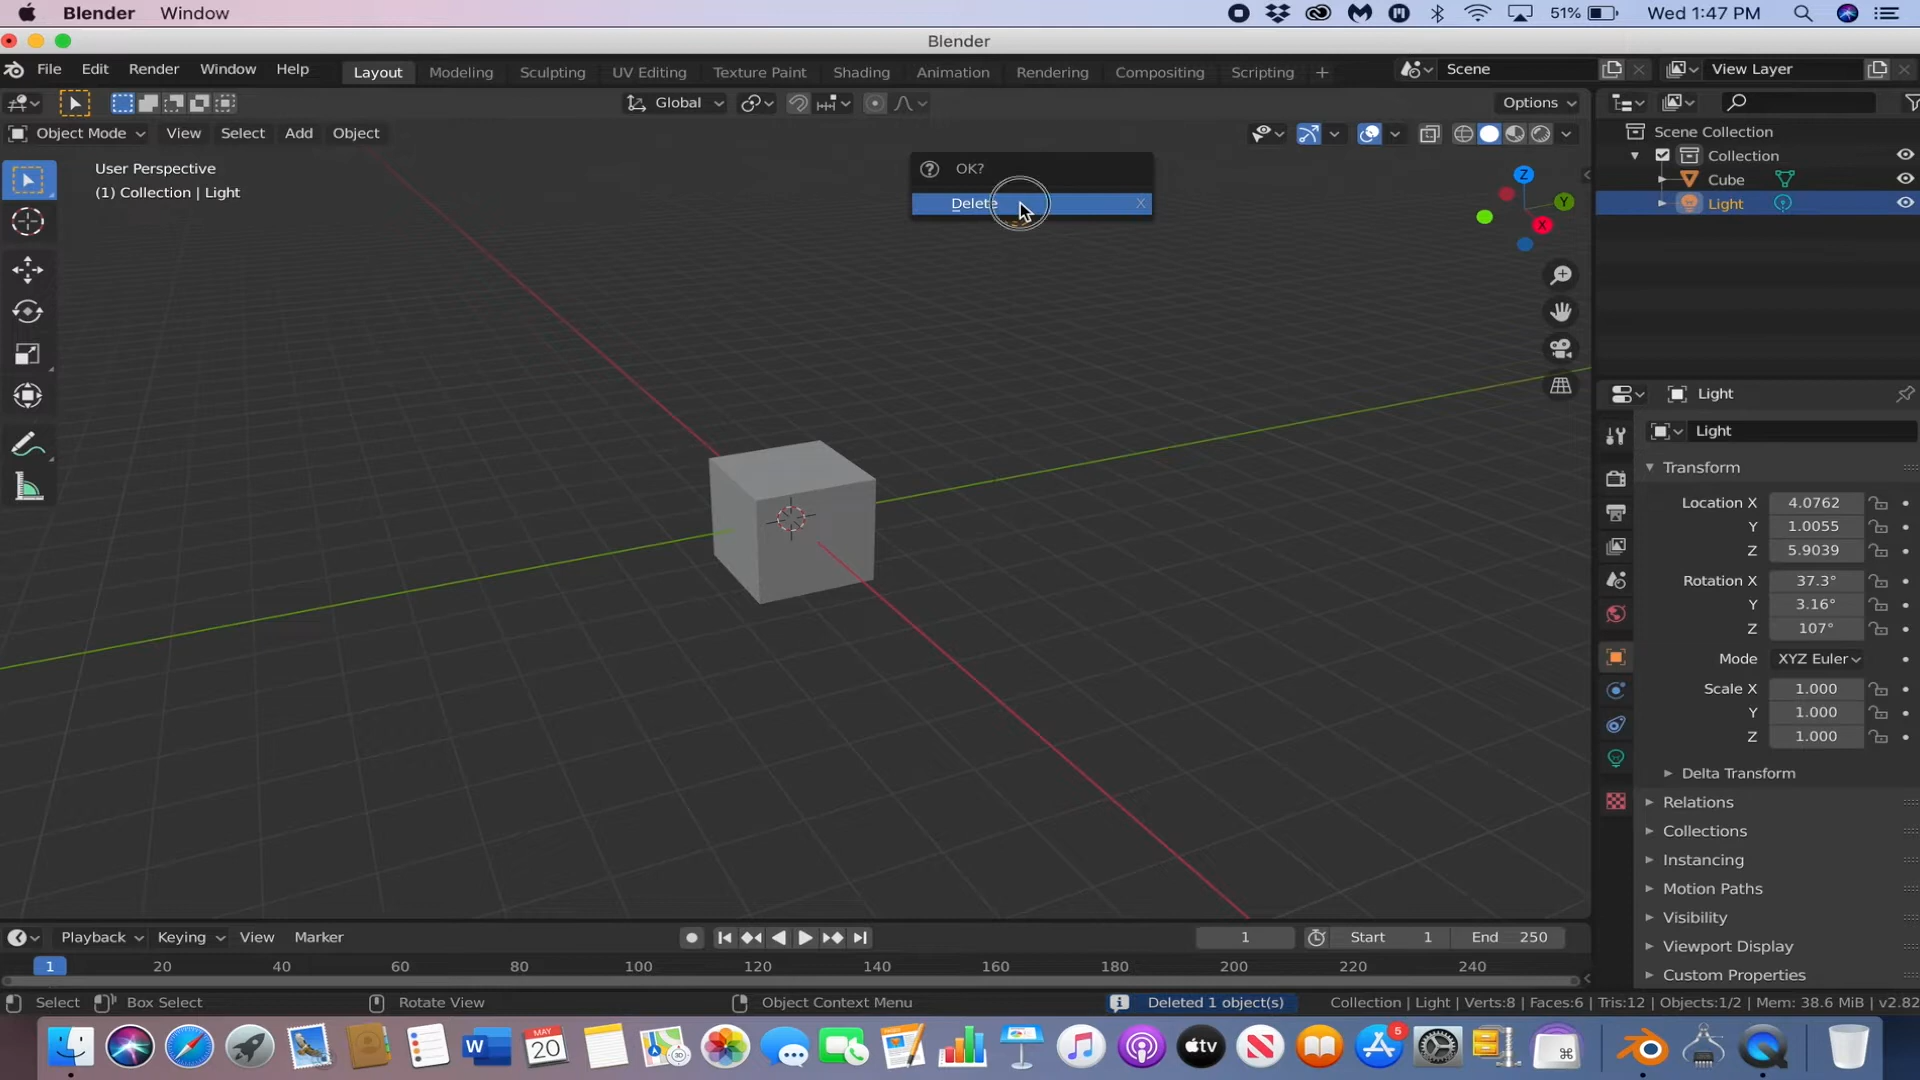 Blender Window 51% Wed 1:47 PM
Blender
File Edit Render Window Help Layout Modeling Sculpting UV Editing Texture Paint Shading Animation Rendering Compositing Scripting + Scene View Layer
Global Options
Object Mode View Select Add Object
User Perspective
(1) Collection | Light
OK?
Delete X
Z
Y
X
Scene Collection
Collection
Cube
Light
Light
Light
Transform
Location X 4.0762
Y 1.0055
Z 5.9039
Rotation X 37.3°
Y 3.16°
Z 107°
Mode XYZ Euler
Scale X 1.000
Y 1.000
Z 1.000
Delta Transform
Relations
Collections
Instancing
Motion Paths
Visibility
Viewport Display
Custom Properties
Playback Keying View Marker 1 Start 1 End 250
1 20 40 60 80 100 120 140 160 180 200 220 240
Select Box Select Rotate View Object Context Menu Deleted 1 object(s) Collection | Light | Verts:8 | Faces:6 | Tris:12 | Objects:1/2 | Mem: 38.6 MiB | v2.82
W MAY 20 tv 5